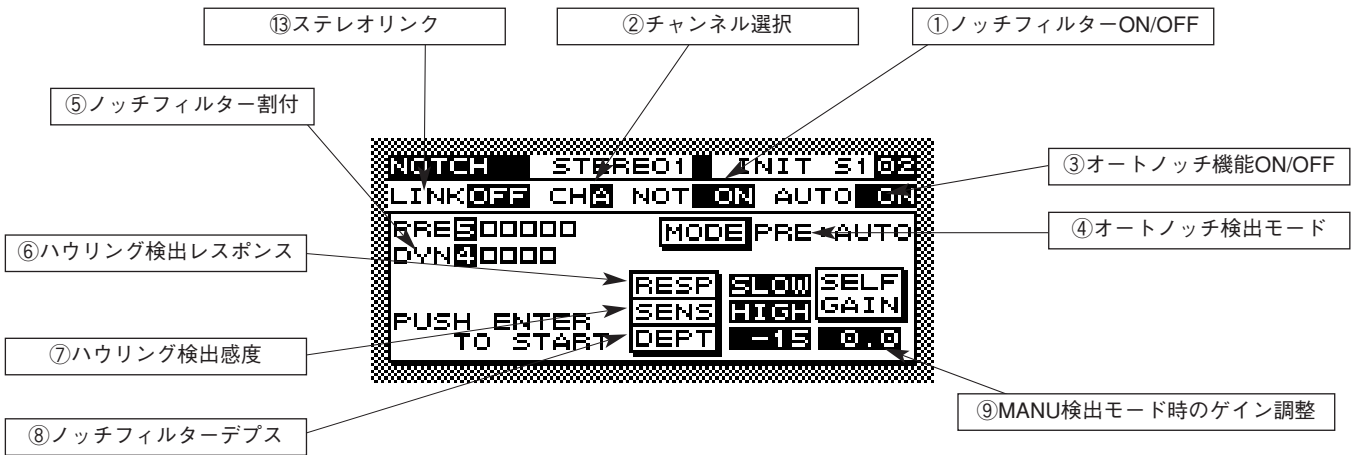 ⑬ステレオリンク
②チャンネル選択
①ノッチフィルターON/OFF
⑤ノッチフィルター割付
NOTCH STEREO1 INIT S1 02
③オートノッチ機能ON/OFF
LINK OFF CH A NOT ON AUTO ON
④オートノッチ検出モード
PRE 5 MODE PRE-AUTO
DYN 4
⑥ハウリング検出レスポンス
RESP SLOW SELF
SENS HIGH GAIN
PUSH ENTER
TO START DEPT -15 0.0
⑦ハウリング検出感度
⑨MANU検出モード時のゲイン調整
⑧ノッチフィルターデプス